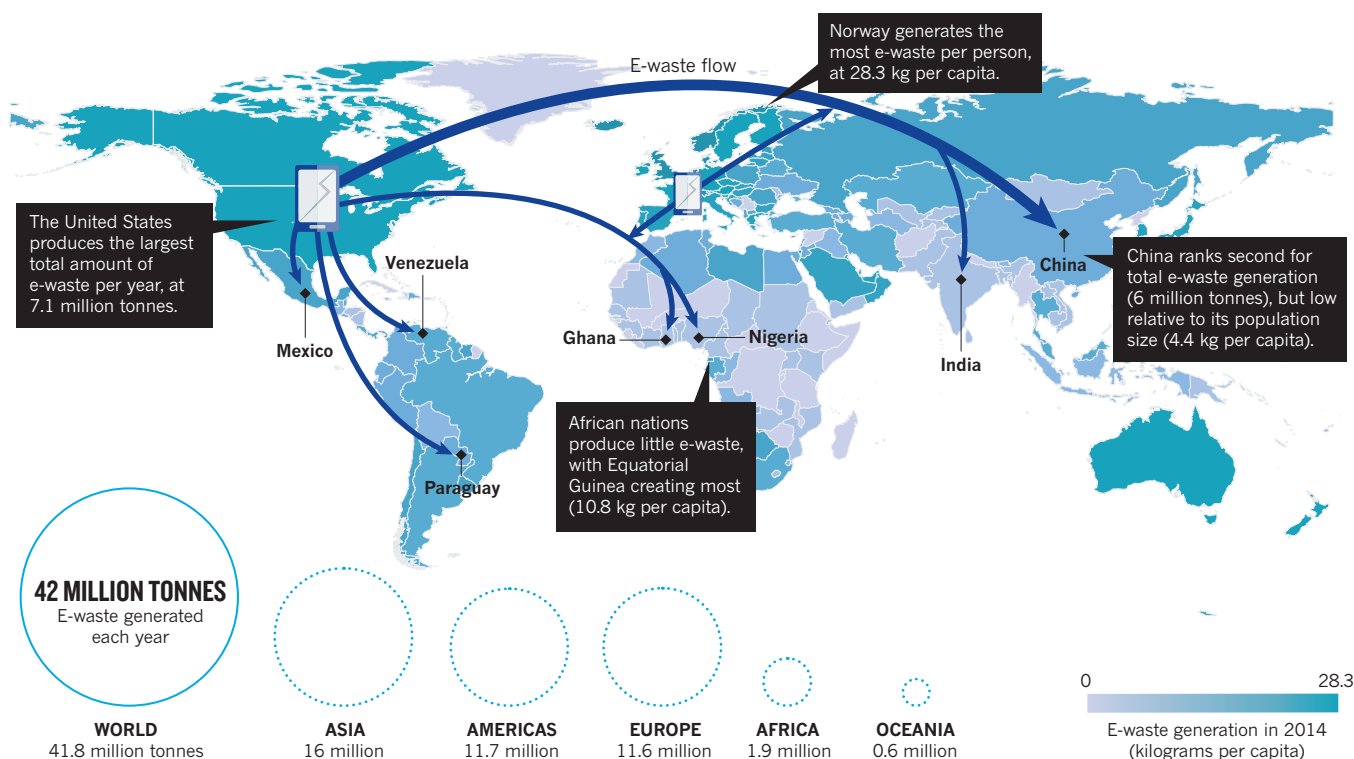 E-waste flow
Norway generates the
most e-waste per person,
at 28.3 kg per capita.
The United States
produces the largest
total amount of
e-waste per year, at
7.1 million tonnes.
Venezuela
Mexico
Paraguay
Ghana
Nigeria
China
India
China ranks second for
total e-waste generation
(6 million tonnes), but low
relative to its population
size (4.4 kg per capita).
African nations
produce little e-waste,
with Equatorial
Guinea creating most
(10.8 kg per capita).
42 MILLION TONNES
E-waste generated
each year
WORLD
41.8 million tonnes
ASIA
16 million
AMERICAS
11.7 million
EUROPE
11.6 million
AFRICA
1.9 million
OCEANIA
0.6 million
0 28.3
E-waste generation in 2014
(kilograms per capita)